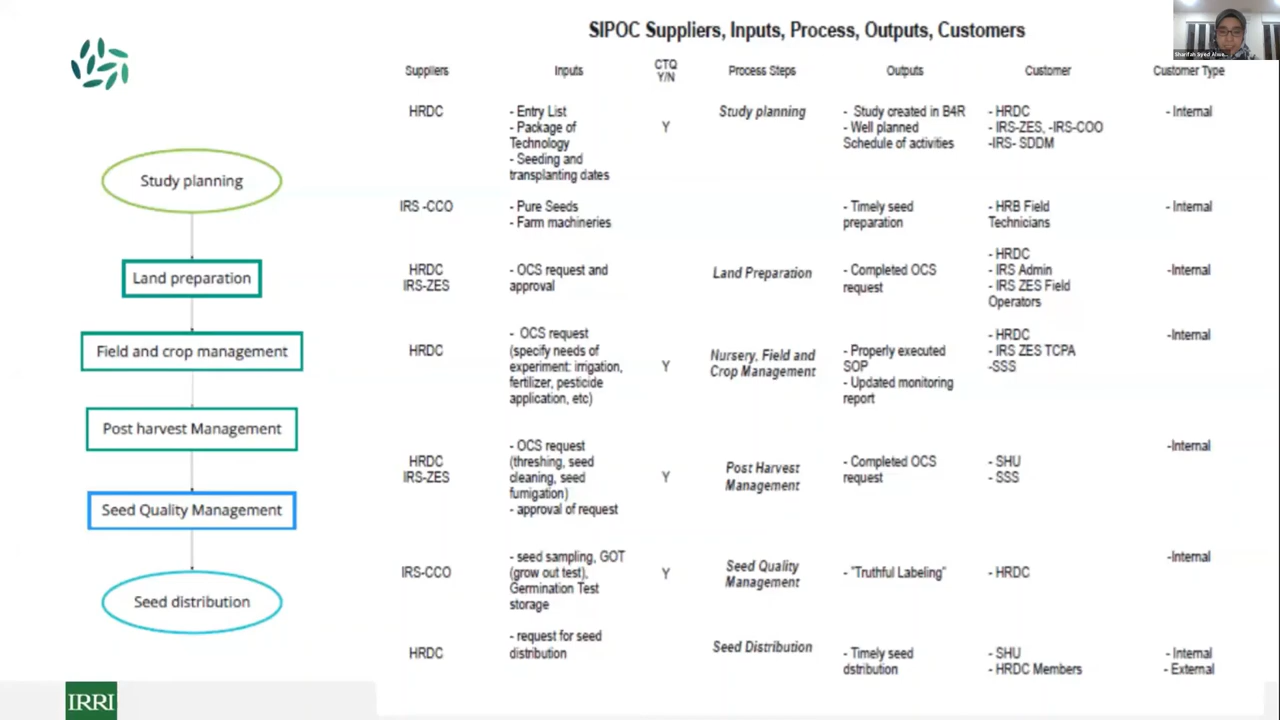 SIPOC Suppliers, Inputs, Process, Outputs, Customers
Study planning
Land preparation
Field and crop management
Post harvest Management
Seed Quality Management
Seed distribution
IRRI
Suppliers
Inputs
CTQ
Y/N
Process Steps
Outputs
Customer
Customer Type
HRDC
- Entry List
- Package of
Technology
- Seeding and
transplanting dates
Y
Study planning
- Study created in B4R
- Well planned
Schedule of activities
- HRDC
- IRS-ZES, -IRS-COO
-IRS- SDDM
- Internal
IRS -CCO
- Pure Seeds
- Farm machineries
- Timely seed
preparation
- HRB Field
Technicians
- Internal
HRDC
IRS-ZES
- OCS request and
approval
Land Preparation
- Completed OCS
request
- HRDC
- IRS Admin
- IRS ZES Field
Operators
-Internal
HRDC
- OCS request
(specify needs of
experiment: irrigation,
fertilizer, pesticide
application, etc)
Y
Nursery, Field and
Crop Management
- Properly executed
SOP
- Updated monitoring
report
- HRDC
- IRS ZES TCPA
-SSS
-Internal
HRDC
IRS-ZES
- OCS request
(threshing, seed
cleaning, seed
fumigation)
- approval of request
Y
Post Harvest
Management
- Completed OCS
request
- SHU
- SSS
-Internal
IRS-CCO
- seed sampling, GOT
(grow out test),
Germination Test
storage
Y
Seed Quality
Management
- "Truthful Labeling"
- HRDC
-Internal
HRDC
- request for seed
distribution
Seed Distribution
- Timely seed
dstribution
- SHU
- HRDC Members
- Internal
- External
Sharifah Syed Alwe...